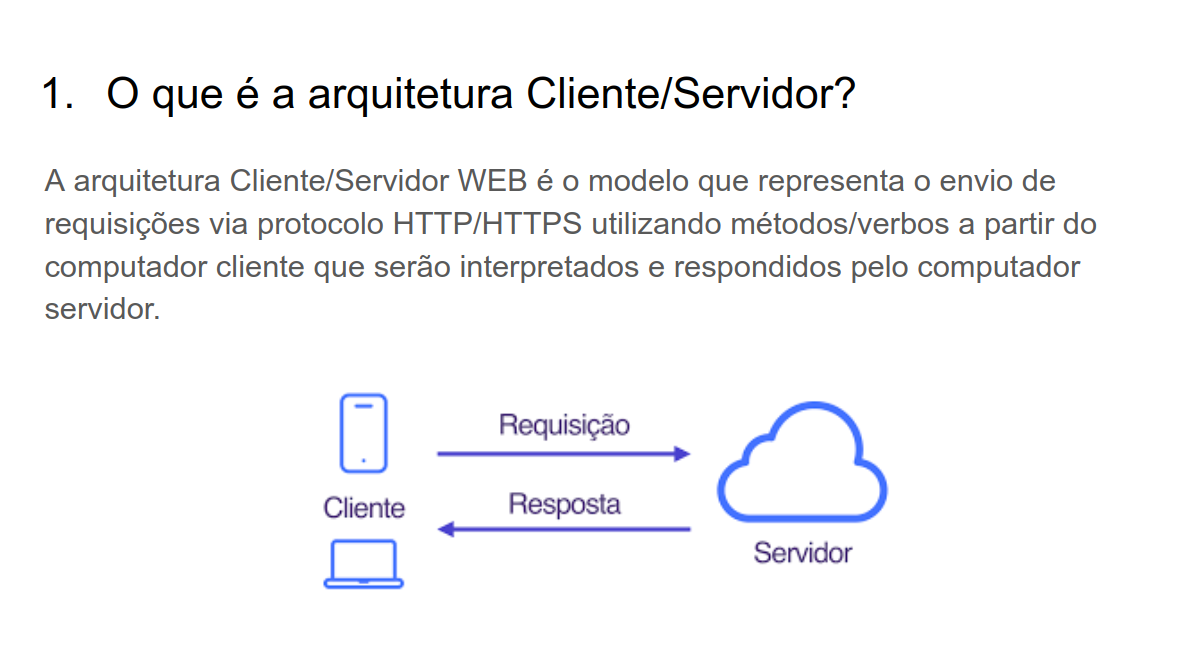 1. O que é a arquitetura Cliente/Servidor?
A arquitetura Cliente/Servidor WEB é o modelo que representa o envio de
requisições via protocolo HTTP/HTTPS utilizando métodos/verbos a partir do
computador cliente que serão interpretados e respondidos pelo computador
servidor.
Requisição
Cliente
Resposta
Servidor